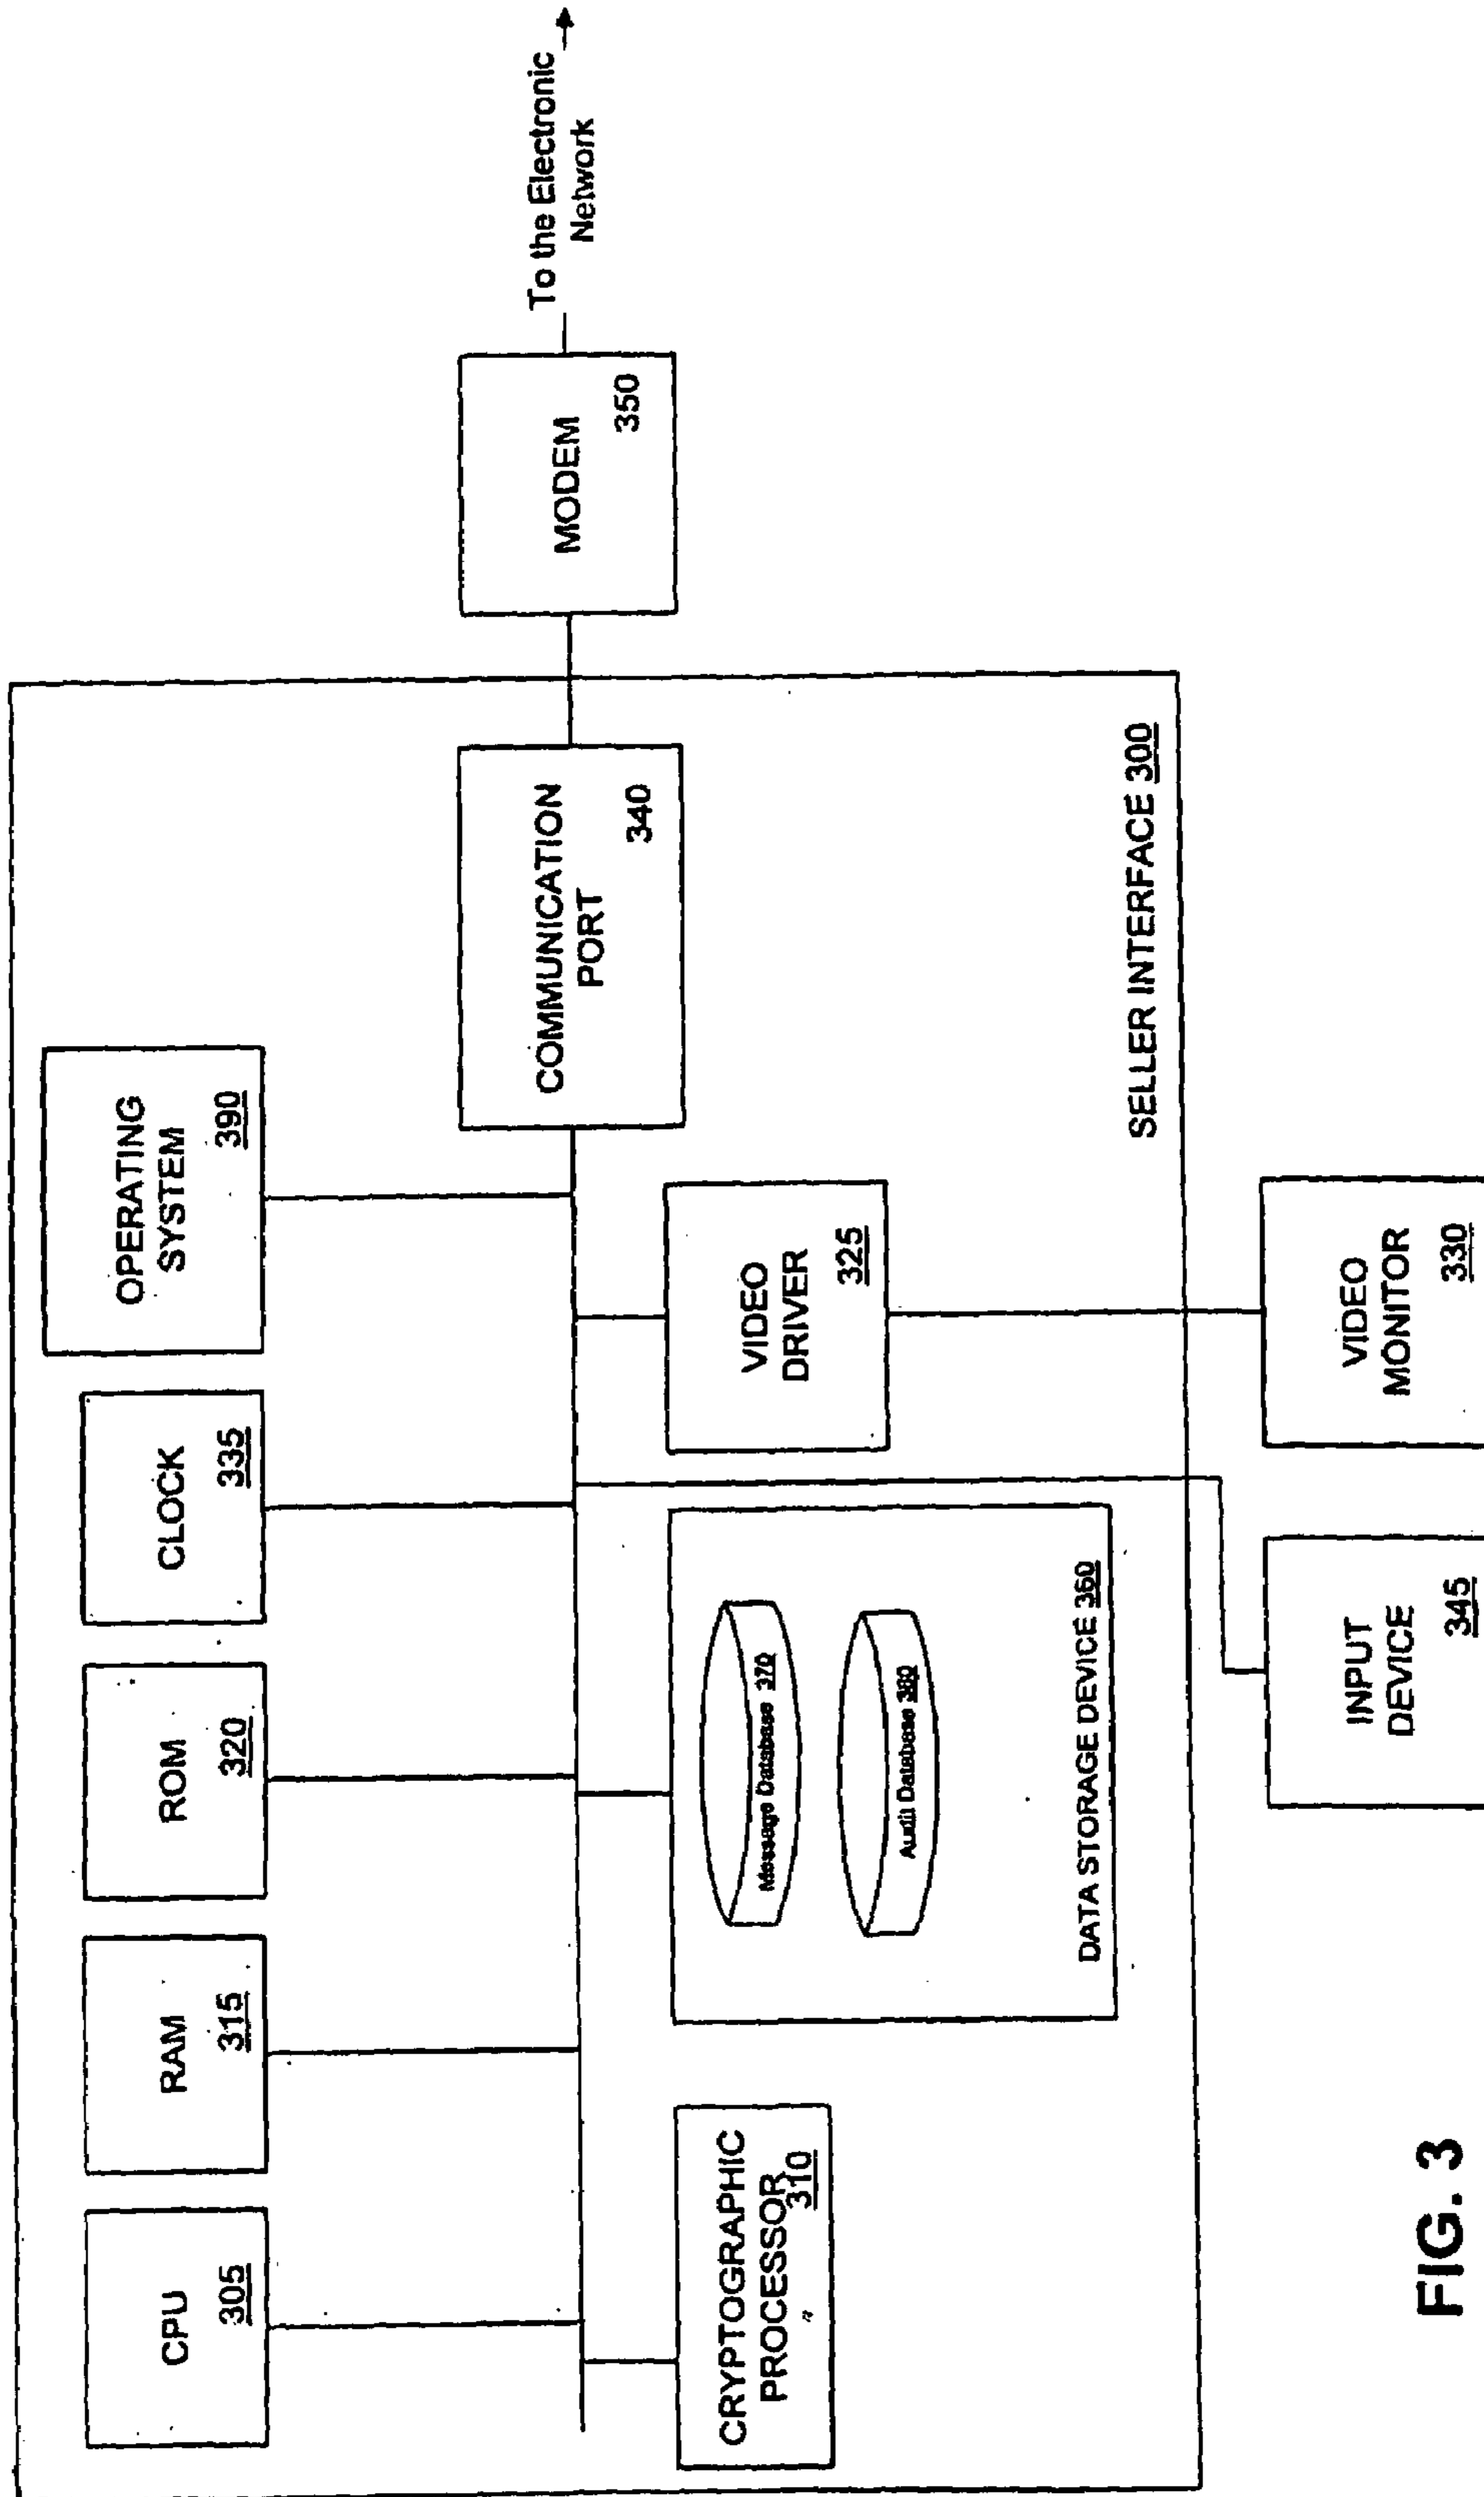 CPU
305
RAM
315
ROM
320
CLOCK
335
OPERATING
SYSTEM
390
CRYPTOGRAPHIC
PROCESSOR
310
Message Database 370
Audit Database 380
DATA STORAGE DEVICE 360
VIDEO
DRIVER
325
COMMUNICATION
PORT
340
MODEM
350
To the Electronic
Network
SELLER INTERFACE 300
INPUT
DEVICE
345
VIDEO
MONITOR
330
FIG. 3